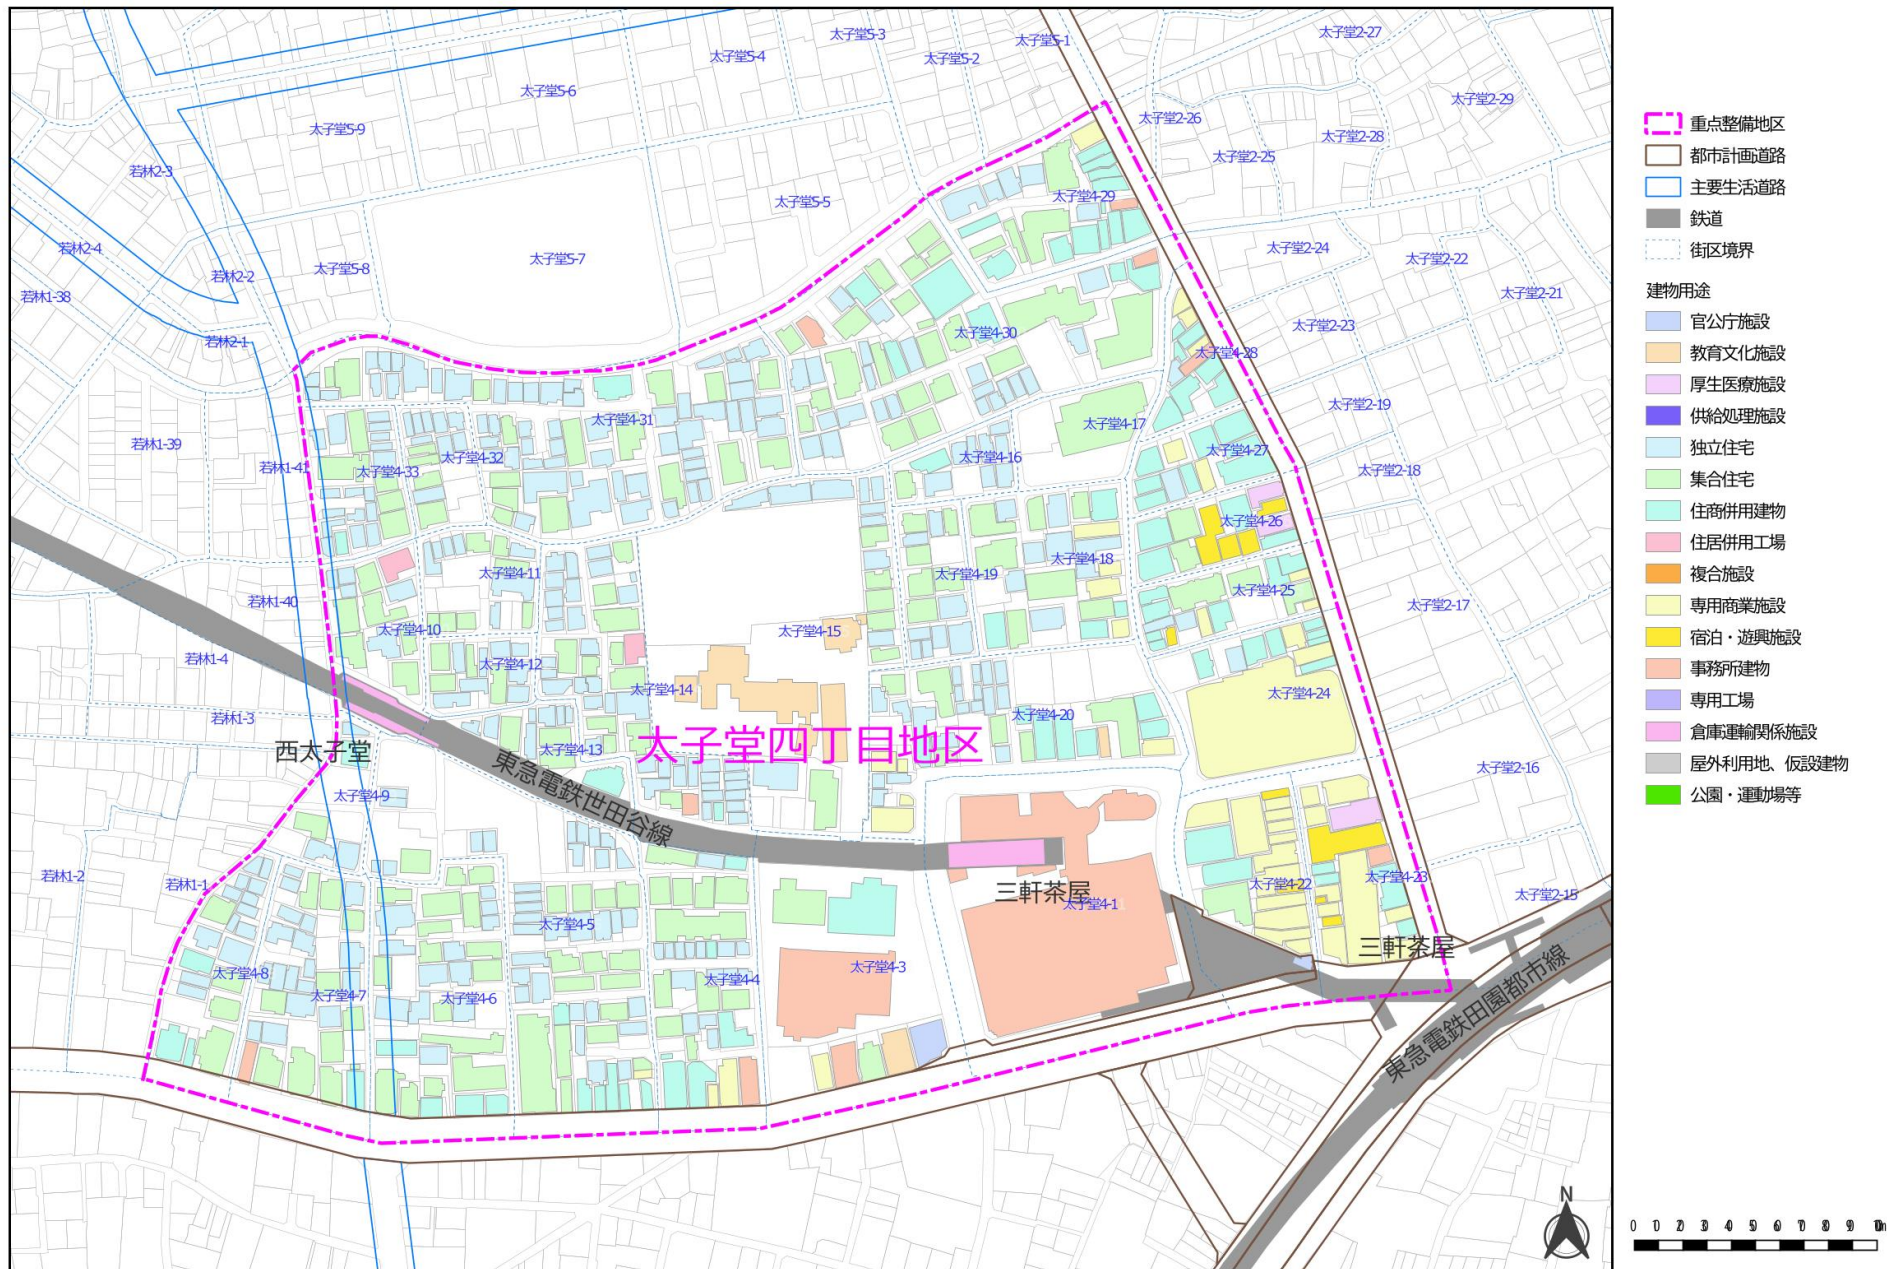 太子堂5-1
太子堂5-2
太子堂5-3
太子堂5-4
太子堂5-6
太子堂5-9
太子堂2-27
太子堂2-29
太子堂2-26
太子堂2-28
太子堂2-25
若林2-3
太子堂5-5
太子堂4-29
若林2-4
太子堂5-8
太子堂5-7
若林2-2
太子堂2-24
太子堂2-22
太子堂2-21
若林1-38
若林2-1
太子堂4-30
太子堂2-23
太子堂4-28
太子堂2-19
若林1-39
太子堂4-31
太子堂4-17
若林1-41
太子堂4-33
太子堂4-32
太子堂4-16
太子堂4-27
太子堂2-18
太子堂4-26
太子堂4-11
太子堂4-19
太子堂4-18
太子堂4-25
若林1-40
太子堂4-10
太子堂4-15
太子堂2-17
若林1-4
太子堂4-12
太子堂4-14
太子堂4-24
若林1-3
太子堂4-13
太子堂4-20
西太子堂
太子堂四丁目地区
東急電鉄世田谷線
太子堂4-9
太子堂2-16
若林1-2
若林1-1
三軒茶屋
太子堂4-1
太子堂4-22
太子堂4-23
太子堂2-15
太子堂4-5
三軒茶屋
太子堂4-8
太子堂4-7
太子堂4-6
太子堂4-4
太子堂4-3
東急電鉄田園都市線
N
重点整備地区
都市計画道路
主要生活道路
鉄道
街区境界
建物用途
官公庁施設
教育文化施設
厚生医療施設
供給処理施設
独立住宅
集合住宅
住商併用建物
住居併用工場
複合施設
専用商業施設
宿泊・遊興施設
事務所建物
専用工場
倉庫運輸関係施設
屋外利用地、仮設建物
公園・運動場等